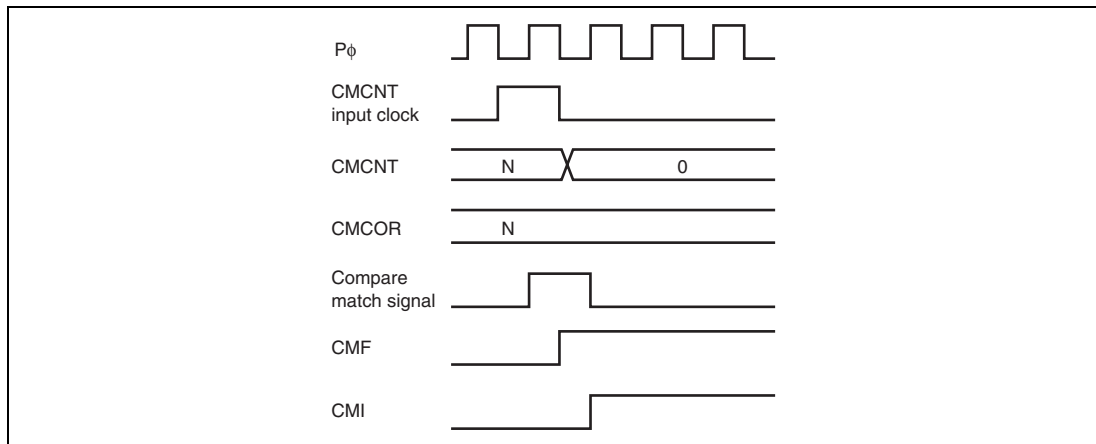 Pϕ
CMCNT
input clock
CMCNT
N
0
CMCOR
N
Compare
match signal
CMF
CMI